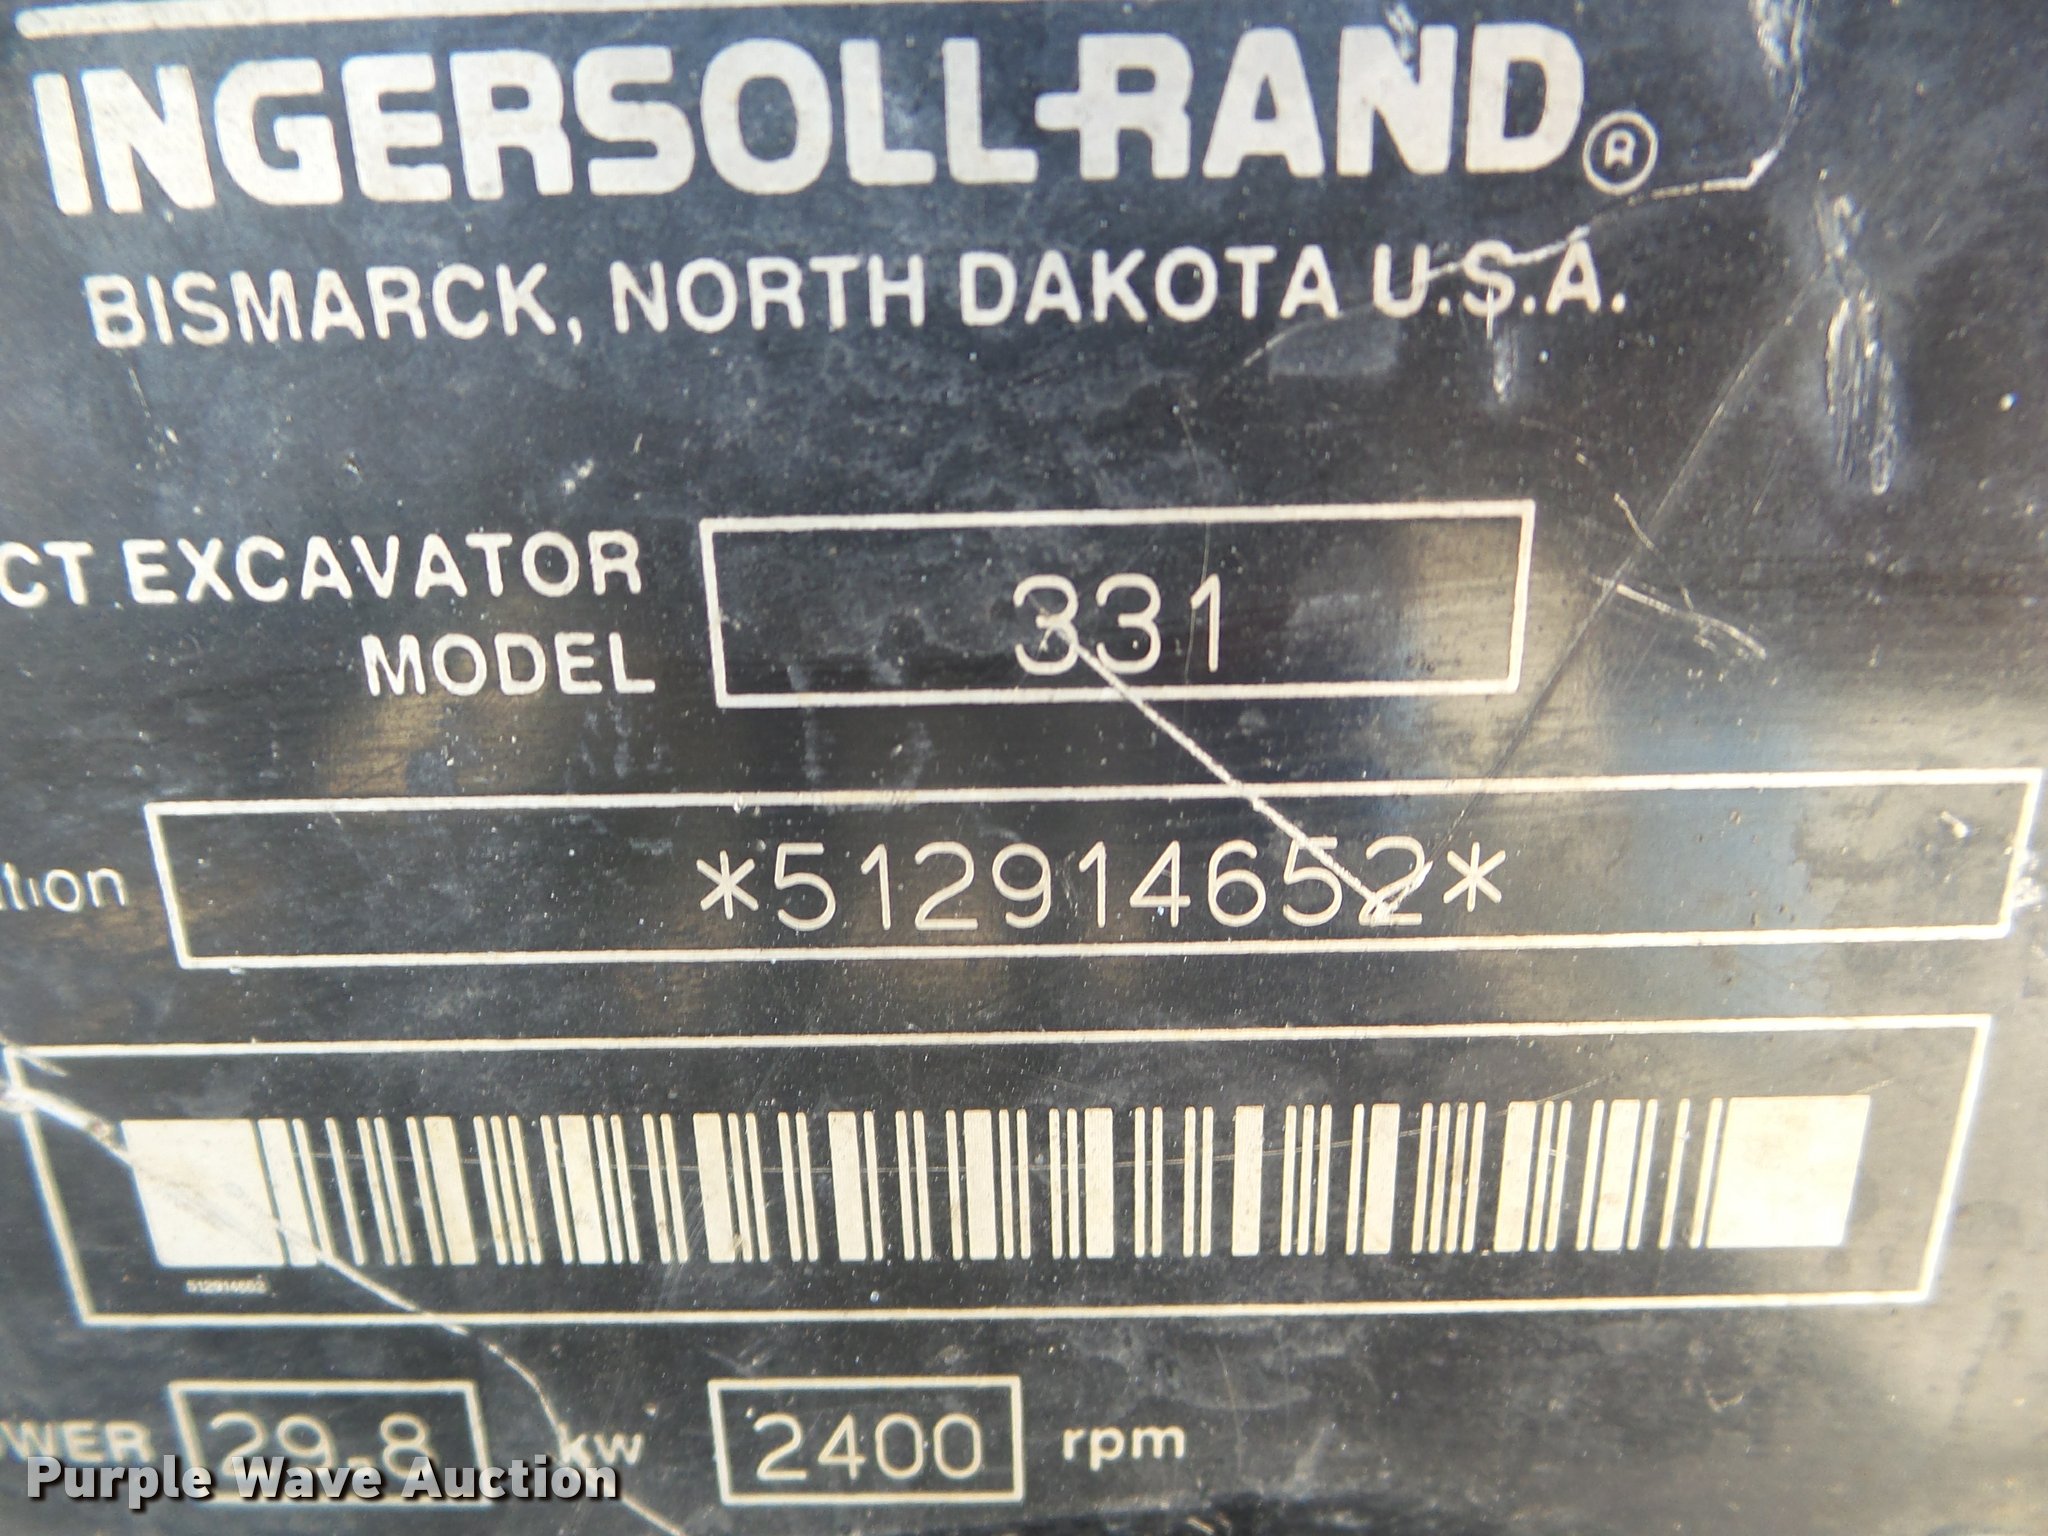 INGERSOLL-RAND®
BISMARCK, NORTH DAKOTA U.S.A.
CT EXCAVATOR
MODEL
331
tion
*512914652*
512914652
OWER 29.8 kw 2400 rpm
Purple Wave Auction